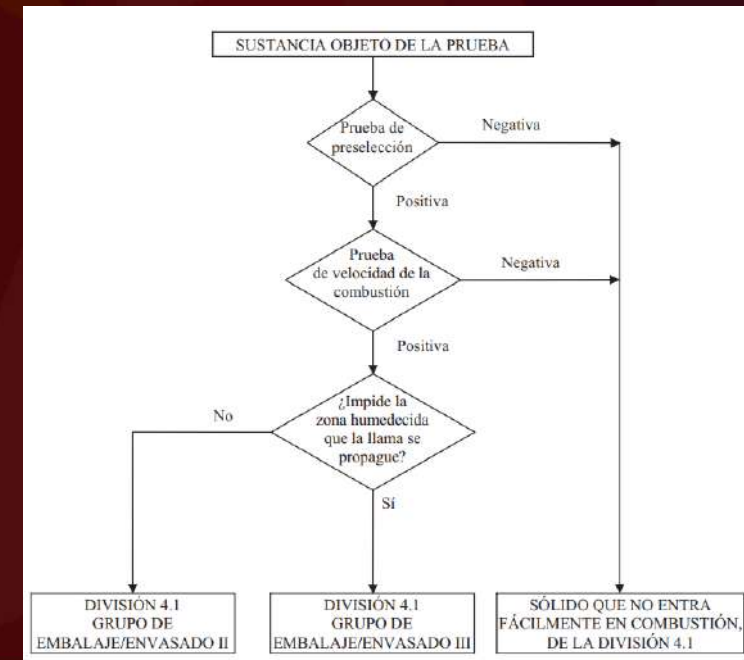 SUSTANCIA OBJETO DE LA PRUEBA
Prueba de
preselección
Negativa
Positiva
Prueba
de velocidad de la
combustión
Negativa
Positiva
¿Impide la
zona humedecida
que la llama se
propague?
No
Sí
DIVISIÓN 4.1
GRUPO DE
EMBALAJE/ENVASADO II
DIVISIÓN 4.1
GRUPO DE
EMBALAJE/ENVASADO III
SÓLIDO QUE NO ENTRA
FÁCILMENTE EN COMBUSTIÓN,
DE LA DIVISIÓN 4.1